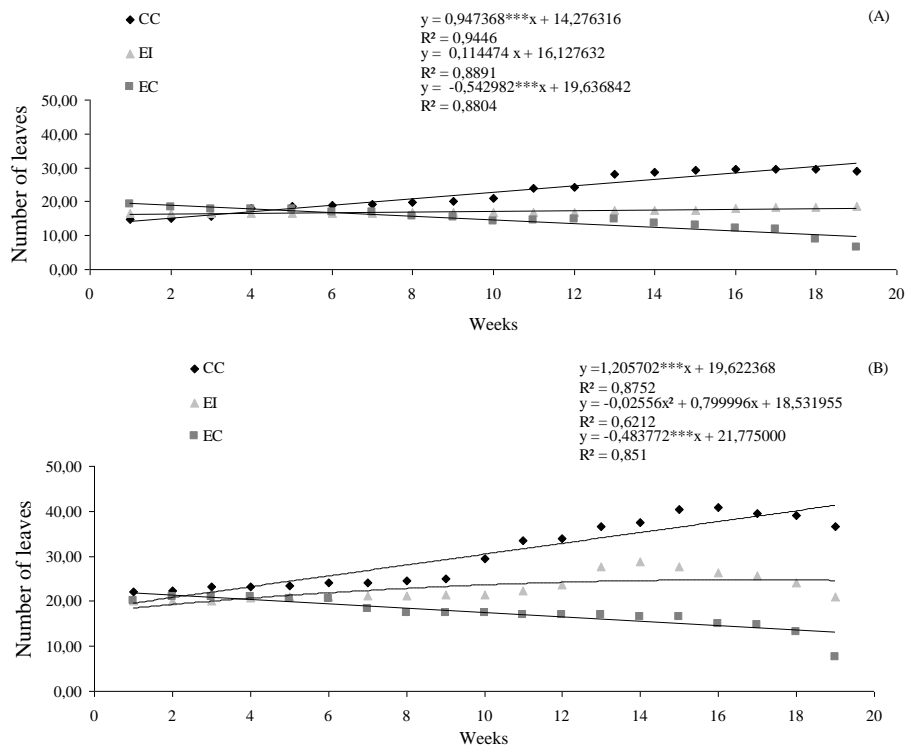 (A)
CC
y = 0,947368***x + 14,276316
R² = 0,9446
EI
y = 0,114474 x + 16,127632
R² = 0,8891
EC
y = -0,542982***x + 19,636842
R² = 0,8804
Number of leaves
50,00
40,00
30,00
20,00
10,00
0,00
0 2 4 6 8 10 12 14 16 18 20
Weeks
(B)
CC
y =1,205702***x + 19,622368
R² = 0,8752
EI
y = -0,02556x² + 0,799996x + 18,531955
R² = 0,6212
EC
y = -0,483772***x + 21,775000
R² = 0,851
Number of leaves
50,00
40,00
30,00
20,00
10,00
0,00
0 2 4 6 8 10 12 14 16 18 20
Weeks